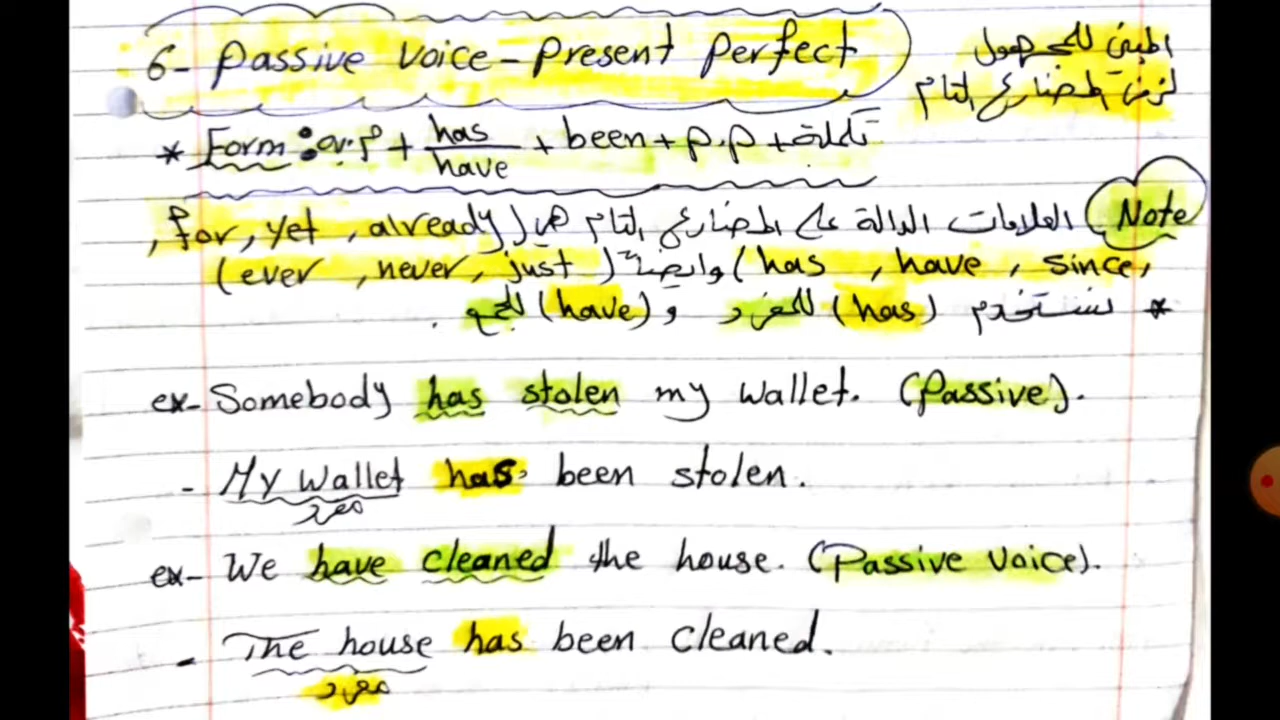 6- Passive Voice - Present Perfect
المبني للمجهول
لزمن المضارع التام
* Form : م.به + has/have + been + p.p + تكملة
Note العلامات الدالة على المضارع التام هي (for, yet, already,
since, have, has) وايضاً (just, never, ever)
* نستخدم (has) للمفرد و (have) للجمع.
ex- Somebody has stolen my wallet. (Passive).
- My wallet has been stolen.
مفرد
ex- We have cleaned the house. (Passive Voice).
- The house has been cleaned.
مفرد